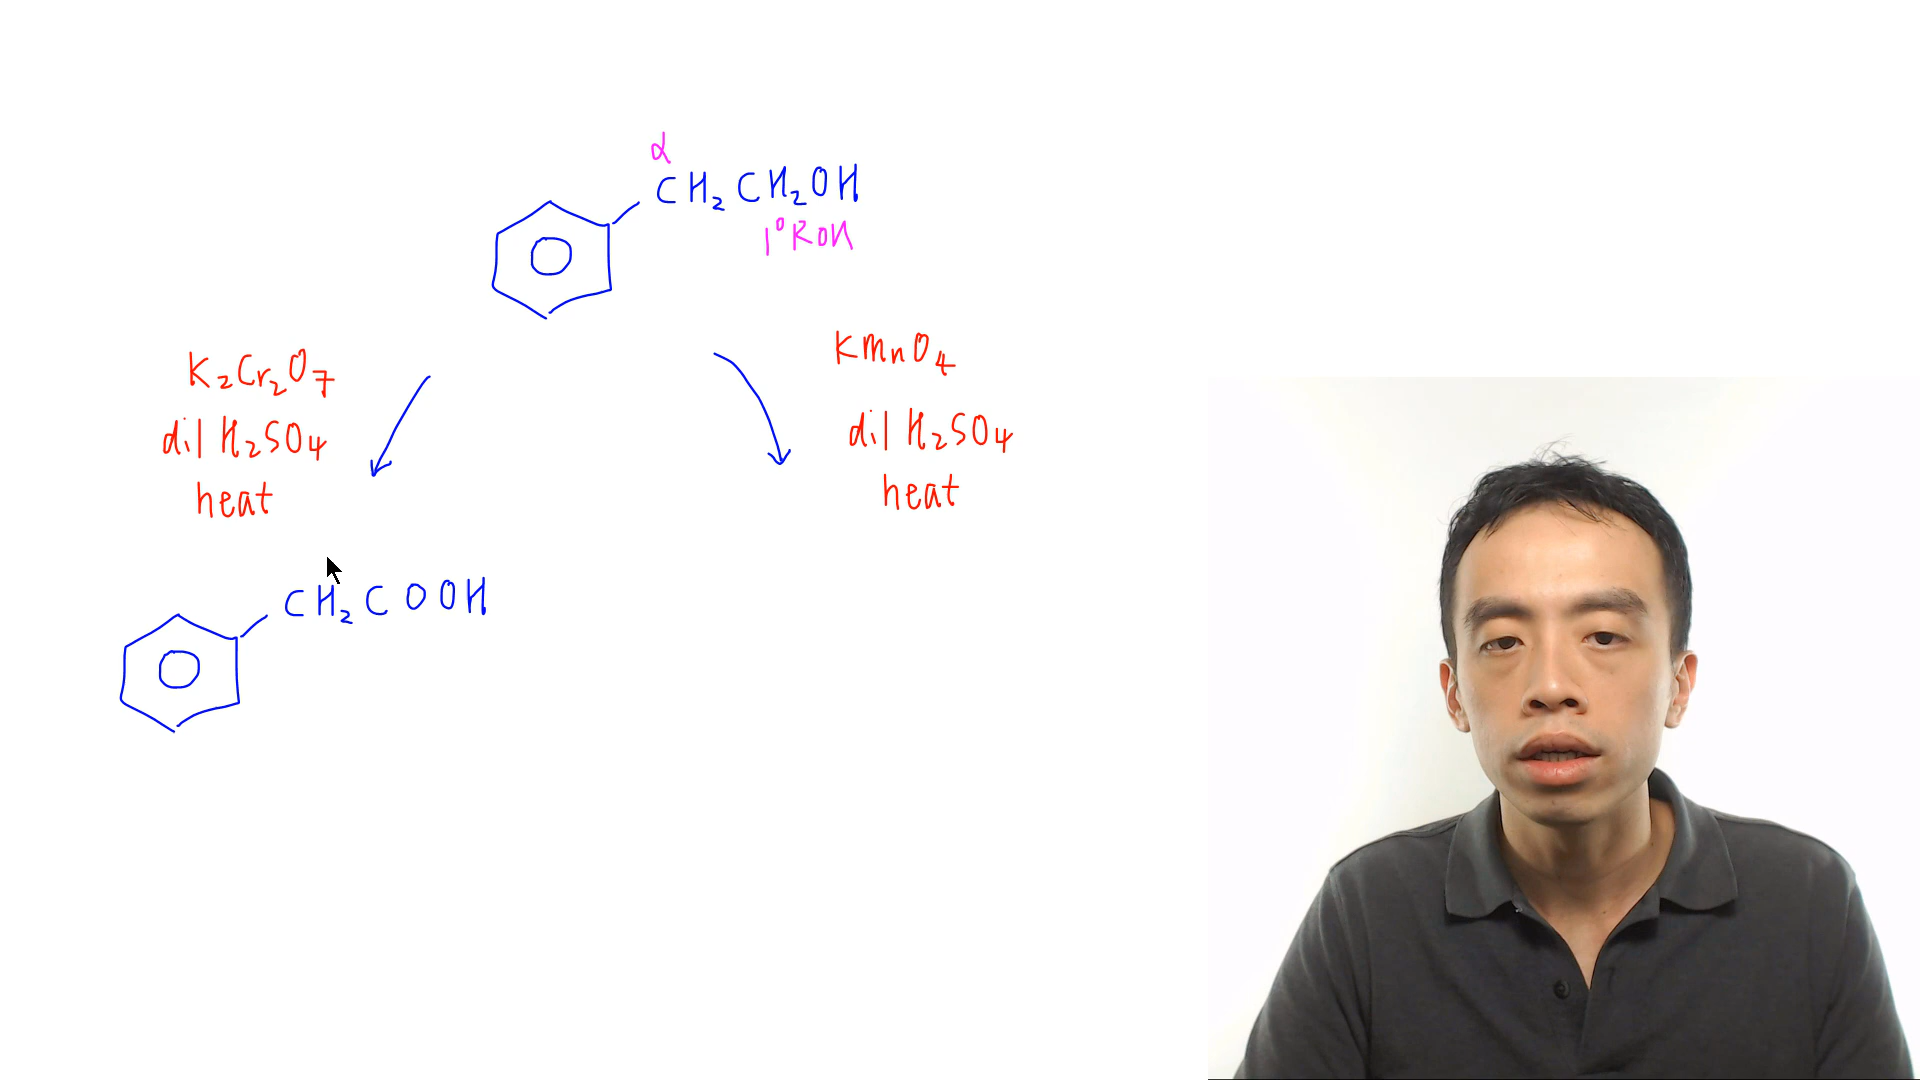 α
CH₂CH₂OH
1°ROH
K₂Cr₂O₇
dil H₂SO₄
heat
KMnO₄
dil H₂SO₄
heat
CH₂COOH